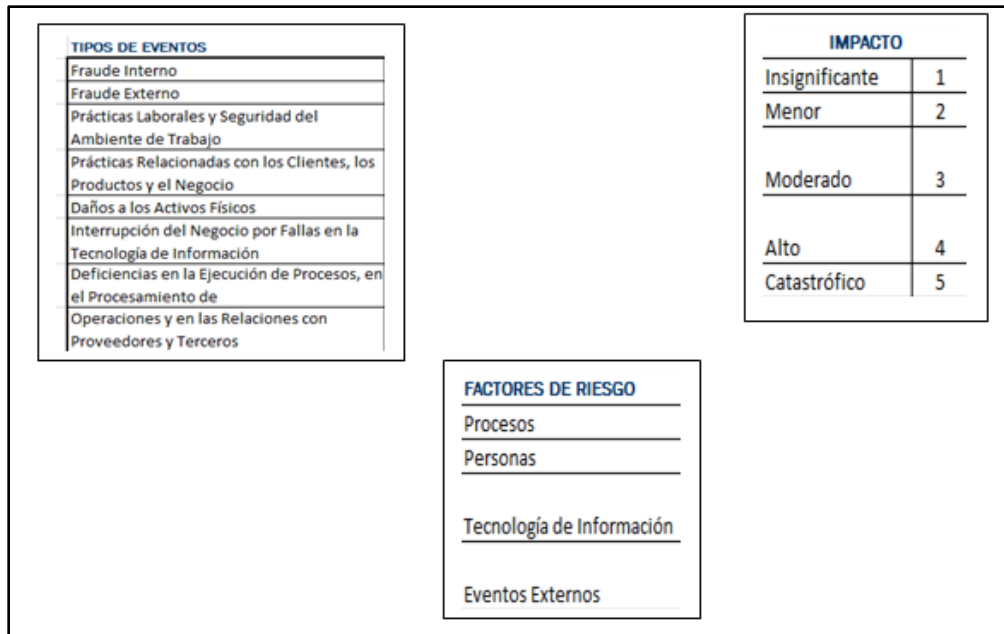 TIPOS DE EVENTOS
Fraude Interno
Fraude Externo
Prácticas Laborales y Seguridad del
Ambiente de Trabajo
Prácticas Relacionadas con los Clientes, los
Productos y el Negocio
Daños a los Activos Físicos
Interrupción del Negocio por Fallas en la
Tecnología de Información
Deficiencias en la Ejecución de Procesos, en
el Procesamiento de
Operaciones y en las Relaciones con
Proveedores y Terceros
IMPACTO
Insignificante 1
Menor 2
Moderado 3
Alto 4
Catastrófico 5
FACTORES DE RIESGO
Procesos
Personas
Tecnología de Información
Eventos Externos